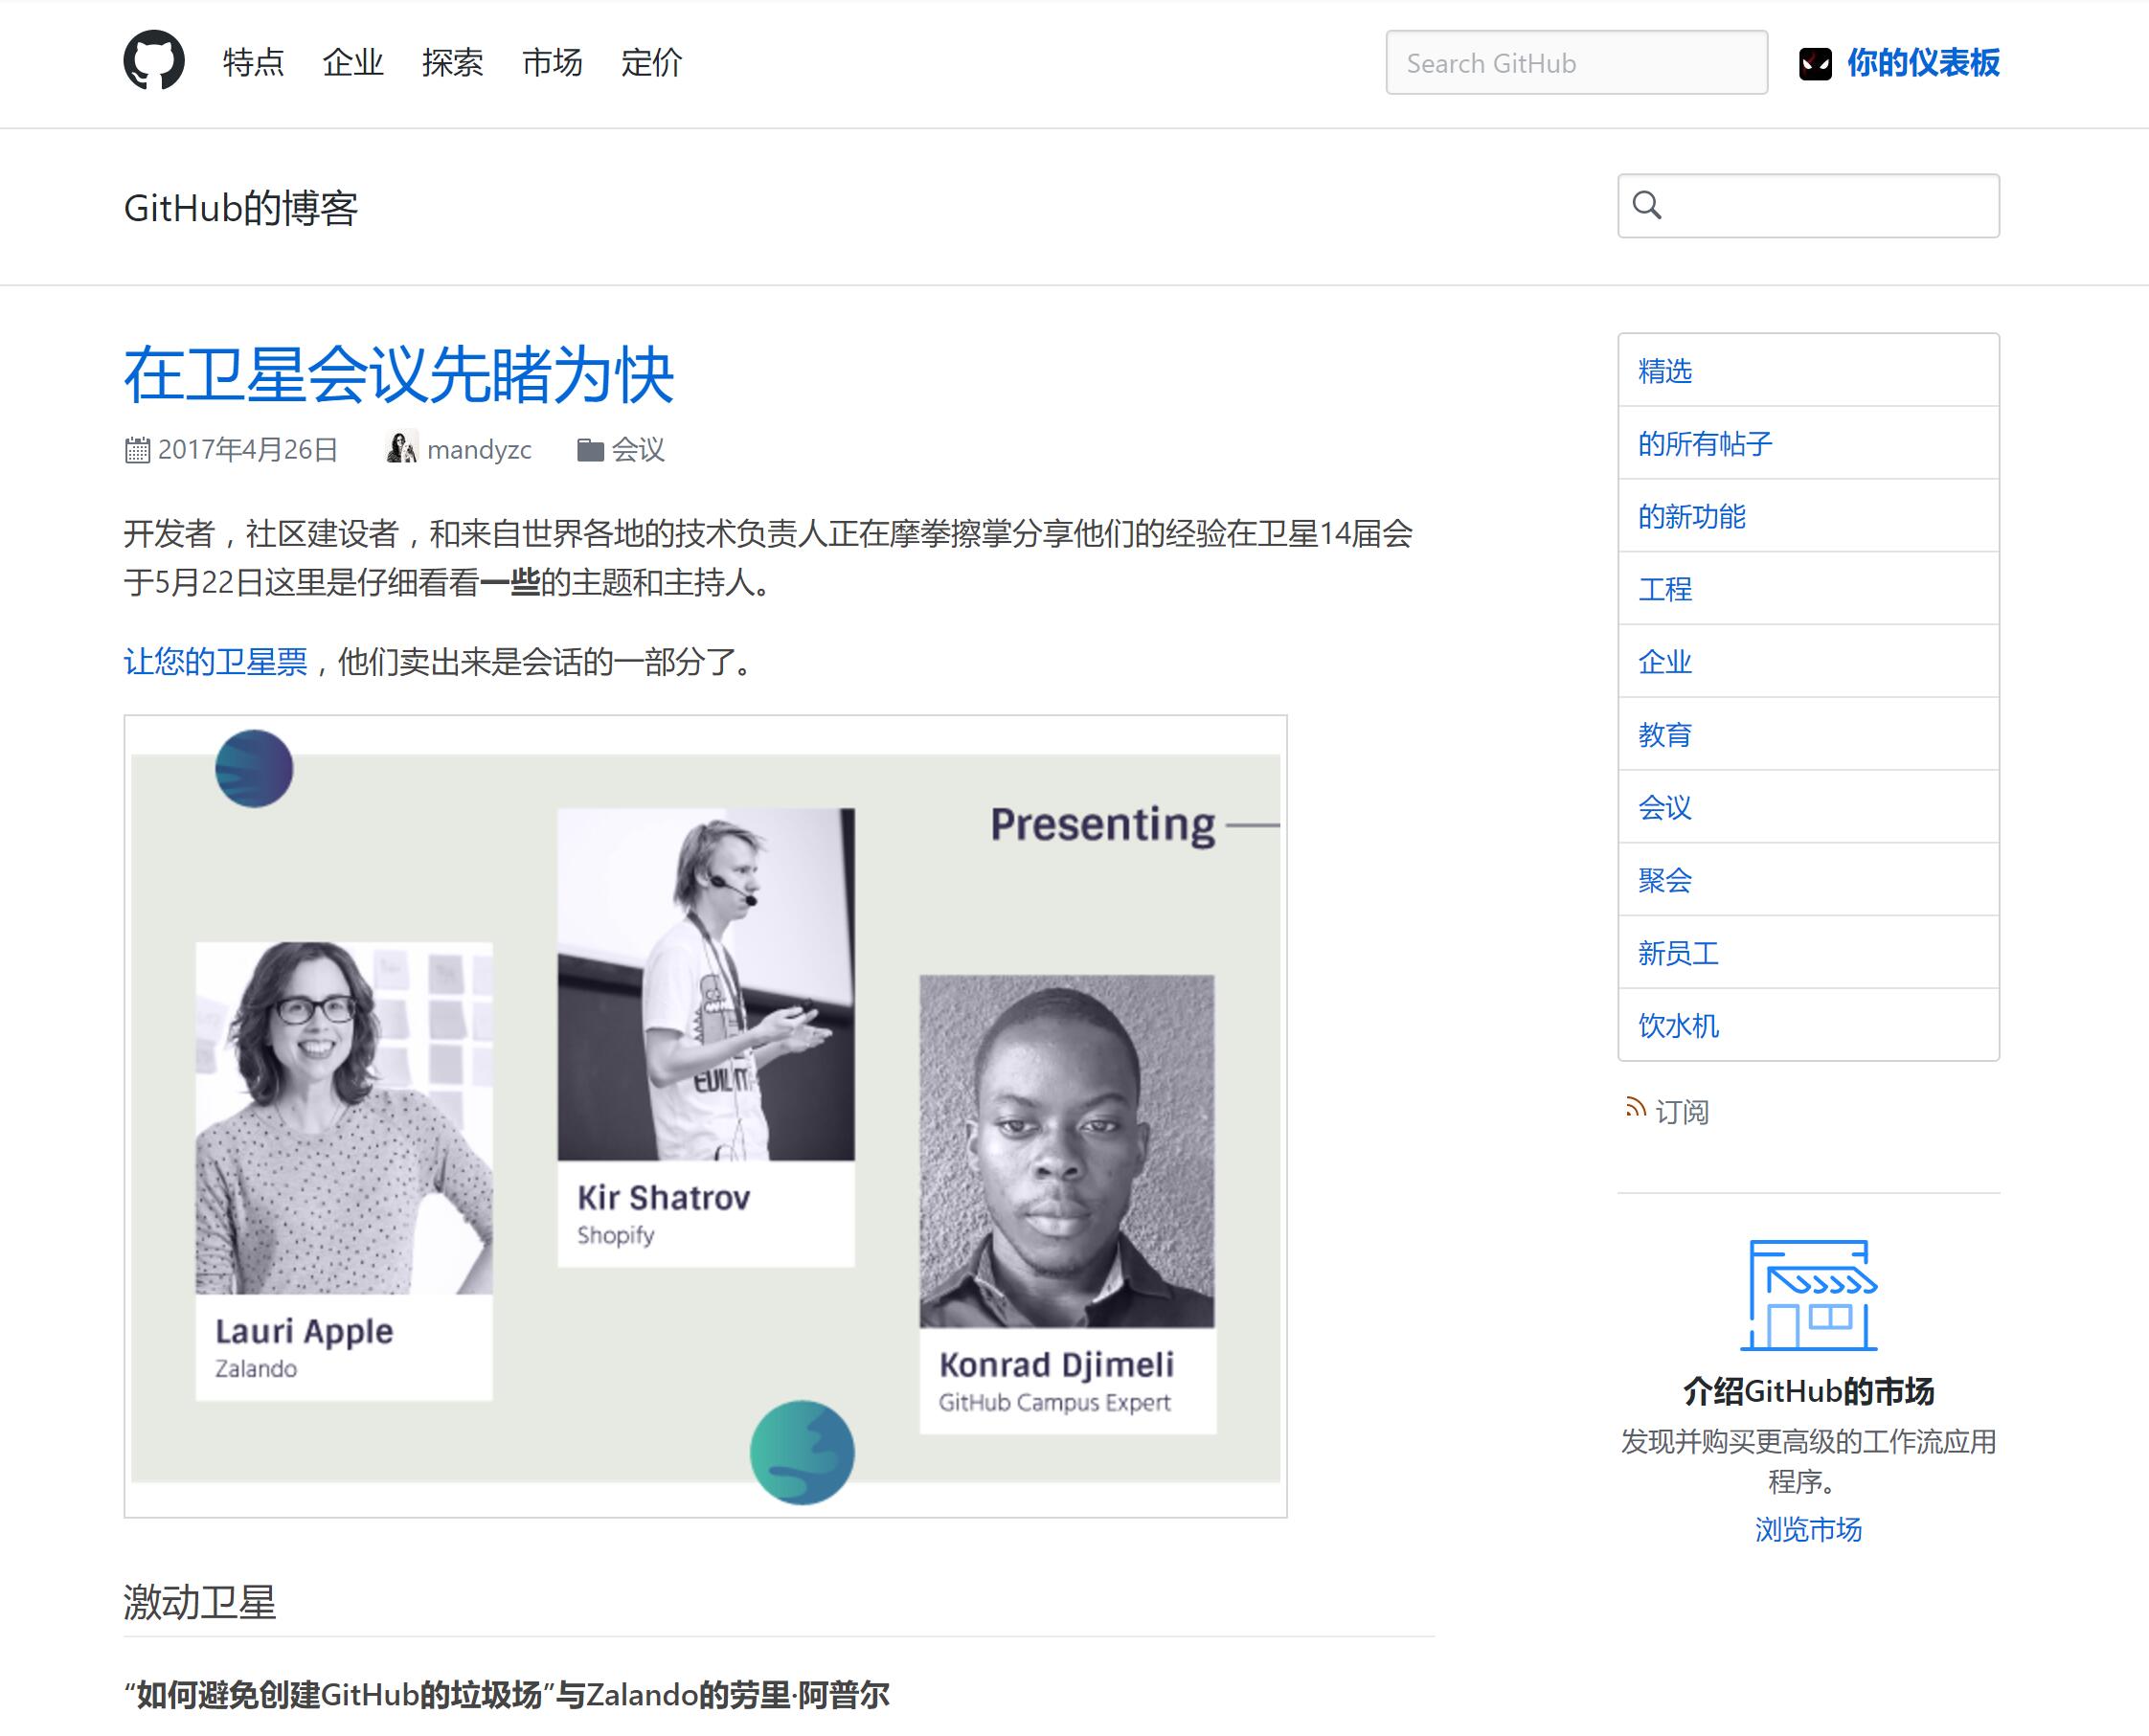 特点 企业 探索 市场 定价 Search GitHub 你的仪表板
GitHub的博客
在卫星会议先睹为快
2017年4月26日 mandyzc 会议
开发者，社区建设者，和来自世界各地的技术负责人正在摩拳擦掌分享他们的经验在卫星14届会
于5月22日这里是仔细看看一些的主题和主持人。
让您的卫星票，他们卖出来是会话的一部分了。
Presenting
Kir Shatrov
Shopify
Lauri Apple
Zalando
Konrad Djimeli
GitHub Campus Expert
激动卫星
“如何避免创建GitHub的垃圾场”与Zalando的劳里·阿普尔
精选
的所有帖子
的新功能
工程
企业
教育
会议
聚会
新员工
饮水机
订阅
介绍GitHub的市场
发现并购买更高级的工作流应用
程序。
浏览市场